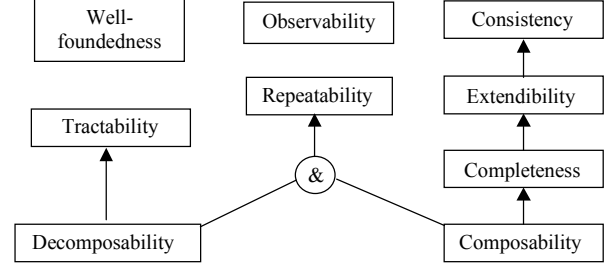 Well-
foundedness
Observability
Consistency
Repeatability
Extendibility
Tractability
Completeness
&
Decomposability
Composability